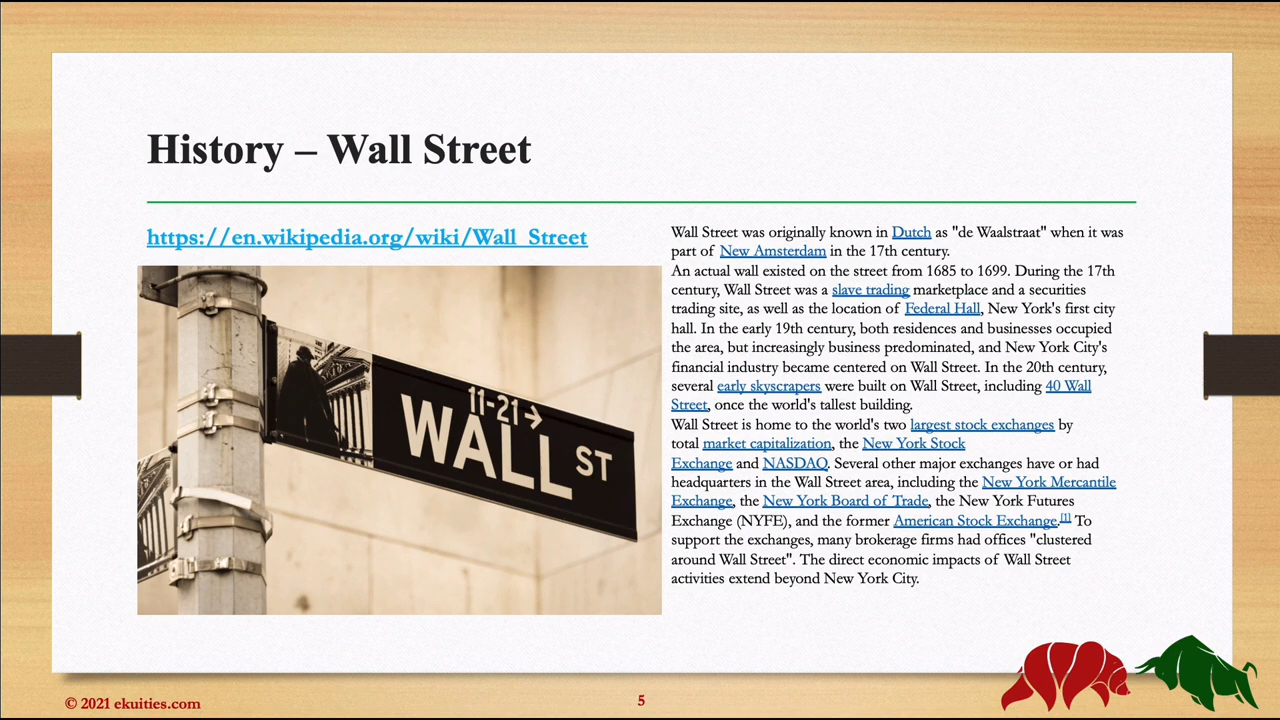 History – Wall Street
https://en.wikipedia.org/wiki/Wall_Street
11-21→
WALL ST
Wall Street was originally known in Dutch as "de Waalstraat" when it was
part of New Amsterdam in the 17th century.
An actual wall existed on the street from 1685 to 1699. During the 17th
century, Wall Street was a slave trading marketplace and a securities
trading site, as well as the location of Federal Hall, New York's first city
hall. In the early 19th century, both residences and businesses occupied
the area, but increasingly business predominated, and New York City's
financial industry became centered on Wall Street. In the 20th century,
several early skyscrapers were built on Wall Street, including 40 Wall
Street, once the world's tallest building.
Wall Street is home to the world's two largest stock exchanges by
total market capitalization, the New York Stock
Exchange and NASDAQ. Several other major exchanges have or had
headquarters in the Wall Street area, including the New York Mercantile
Exchange, the New York Board of Trade, the New York Futures
Exchange (NYFE), and the former American Stock Exchange.[1] To
support the exchanges, many brokerage firms had offices "clustered
around Wall Street". The direct economic impacts of Wall Street
activities extend beyond New York City.
© 2021 ekuities.com
5